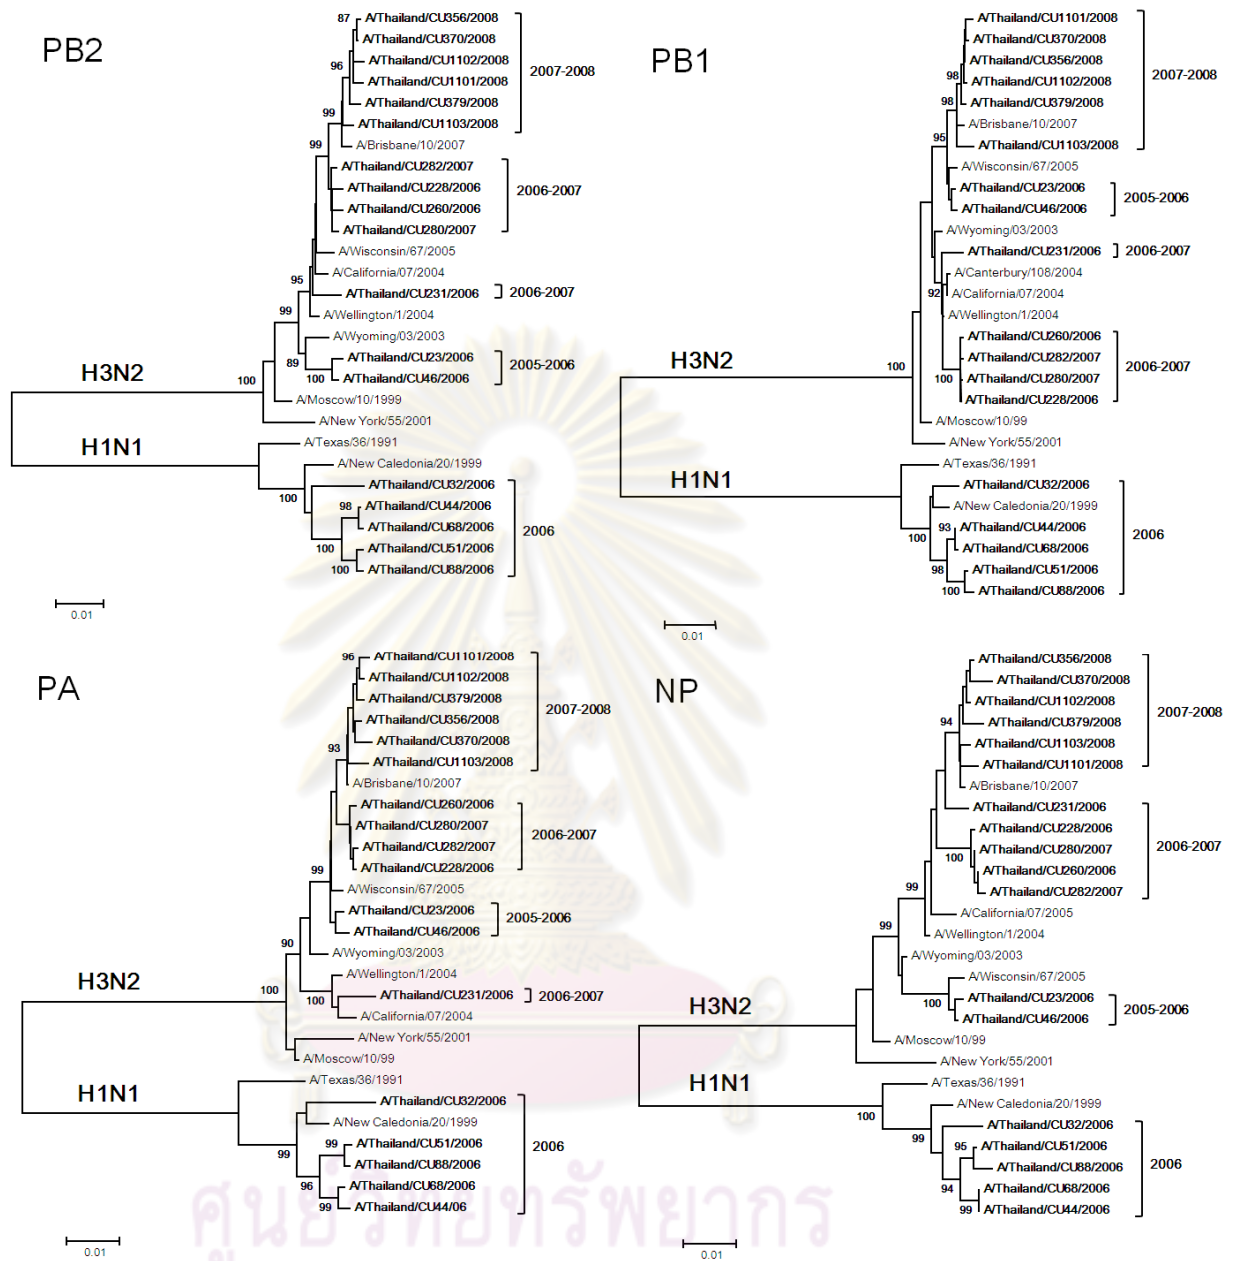 PB2
87
A/Thailand/CU356/2008
A/Thailand/CU370/2008
A/Thailand/CU1102/2008
96
A/Thailand/CU1101/2008
2007-2008
A/Thailand/CU379/2008
99
A/Thailand/CU1103/2008
99
A/Brisbane/10/2007
A/Thailand/CU282/2007
A/Thailand/CU228/2006
2006-2007
A/Thailand/CU260/2006
A/Thailand/CU280/2007
A/Wisconsin/67/2005
A/California/07/2004
95
A/Thailand/CU231/2006
2006-2007
99
A/Wellington/1/2004
A/Wyoming/03/2003
89
A/Thailand/CU23/2006
2005-2006
100
A/Thailand/CU46/2006
H3N2
100
A/Moscow/10/1999
A/New York/55/2001
H1N1
A/Texas/36/1991
A/New Caledonia/20/1999
A/Thailand/CU32/2006
100
98
A/Thailand/CU44/2006
A/Thailand/CU68/2006
2006
100
A/Thailand/CU51/2006
100
A/Thailand/CU88/2006
0.01
PB1
A/Thailand/CU1101/2008
A/Thailand/CU370/2008
A/Thailand/CU356/2008
98
A/Thailand/CU1102/2008
2007-2008
98
A/Thailand/CU379/2008
A/Brisbane/10/2007
95
A/Thailand/CU1103/2008
A/Wisconsin/67/2005
A/Thailand/CU23/2006
2005-2006
A/Thailand/CU46/2006
A/Wyoming/03/2003
A/Thailand/CU231/2006
2006-2007
A/Canterbury/108/2004
92
A/California/07/2004
A/Wellington/1/2004
A/Thailand/CU260/2006
A/Thailand/CU282/2007
2006-2007
100
A/Thailand/CU280/2007
A/Thailand/CU228/2006
H3N2
100
A/Moscow/10/99
A/New York/55/2001
H1N1
A/Texas/36/1991
A/Thailand/CU32/2006
A/New Caledonia/20/1999
100
93
A/Thailand/CU44/2006
A/Thailand/CU68/2006
2006
98
A/Thailand/CU51/2006
100
A/Thailand/CU88/2006
0.01
PA
96
A/Thailand/CU1101/2008
A/Thailand/CU1102/2008
A/Thailand/CU379/2008
2007-2008
A/Thailand/CU356/2008
A/Thailand/CU370/2008
93
A/Thailand/CU1103/2008
A/Brisbane/10/2007
A/Thailand/CU260/2006
A/Thailand/CU280/2007
2006-2007
A/Thailand/CU282/2007
A/Thailand/CU228/2006
99
A/Wisconsin/67/2005
A/Thailand/CU23/2006
2005-2006
A/Thailand/CU46/2006
90
A/Wyoming/03/2003
A/Wellington/1/2004
100
A/Thailand/CU231/2006
2006-2007
A/California/07/2004
H3N2
100
A/New York/55/2001
A/Moscow/10/99
H1N1
A/Texas/36/1991
A/Thailand/CU32/2006
A/New Caledonia/20/1999
99
99
A/Thailand/CU51/2006
A/Thailand/CU88/2006
2006
96
A/Thailand/CU68/2006
99
A/Thailand/CU44/06
0.01
NP
A/Thailand/CU356/2008
A/Thailand/CU370/2008
A/Thailand/CU1102/2008
2007-2008
94
A/Thailand/CU379/2008
A/Thailand/CU1103/2008
A/Thailand/CU1101/2008
A/Brisbane/10/2007
A/Thailand/CU231/2006
A/Thailand/CU228/2006
2006-2007
100
A/Thailand/CU280/2007
A/Thailand/CU260/2006
A/Thailand/CU282/2007
99
A/California/07/2005
99
A/Wellington/1/2004
A/Wyoming/03/2003
A/Wisconsin/67/2005
100
A/Thailand/CU23/2006
2005-2006
A/Thailand/CU46/2006
H3N2
A/Moscow/10/99
A/New York/55/2001
H1N1
A/Texas/36/1991
100
A/New Caledonia/20/1999
99
A/Thailand/CU32/2006
95
A/Thailand/CU51/2006
A/Thailand/CU88/2006
2006
94
A/Thailand/CU68/2006
99
A/Thailand/CU44/2006
0.01
ศูนย์วิทยทรัพยากร